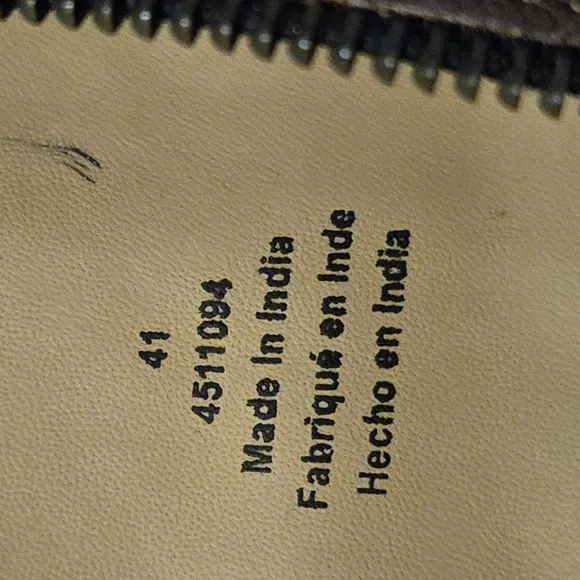 41
4511094
Made In India
Fabriqué en Inde
Hecho en India